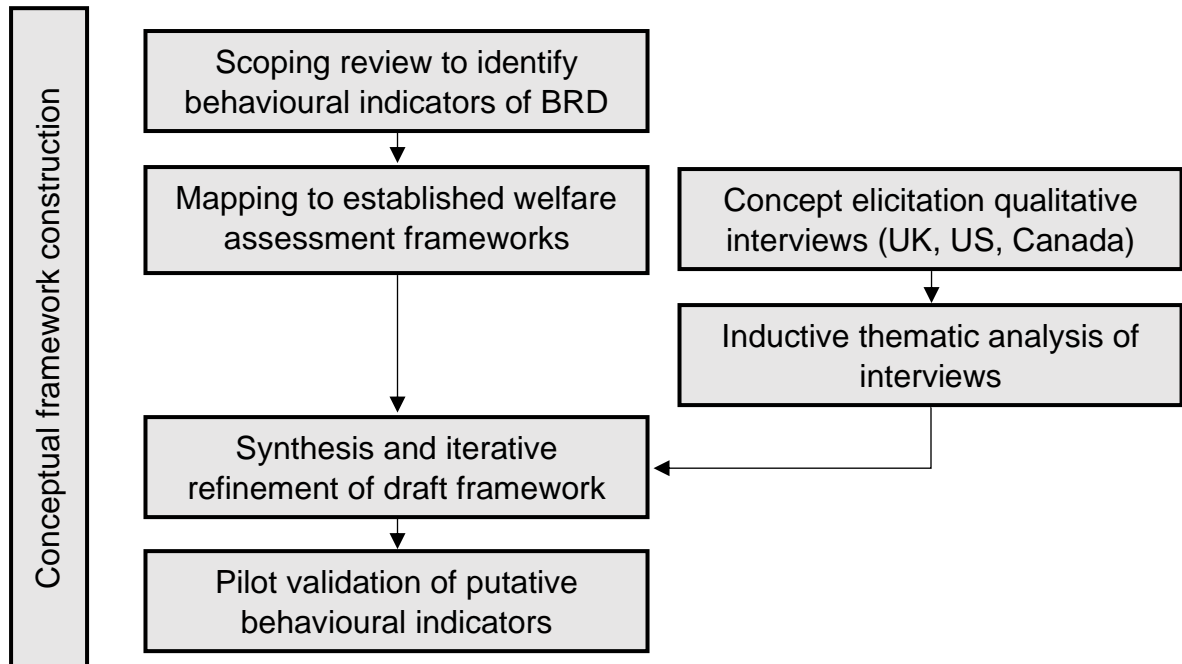 Conceptual framework construction
Scoping review to identify
behavioural indicators of BRD
Mapping to established welfare
assessment frameworks
Concept elicitation qualitative
interviews (UK, US, Canada)
Inductive thematic analysis of
interviews
Synthesis and iterative
refinement of draft framework
Pilot validation of putative
behavioural indicators